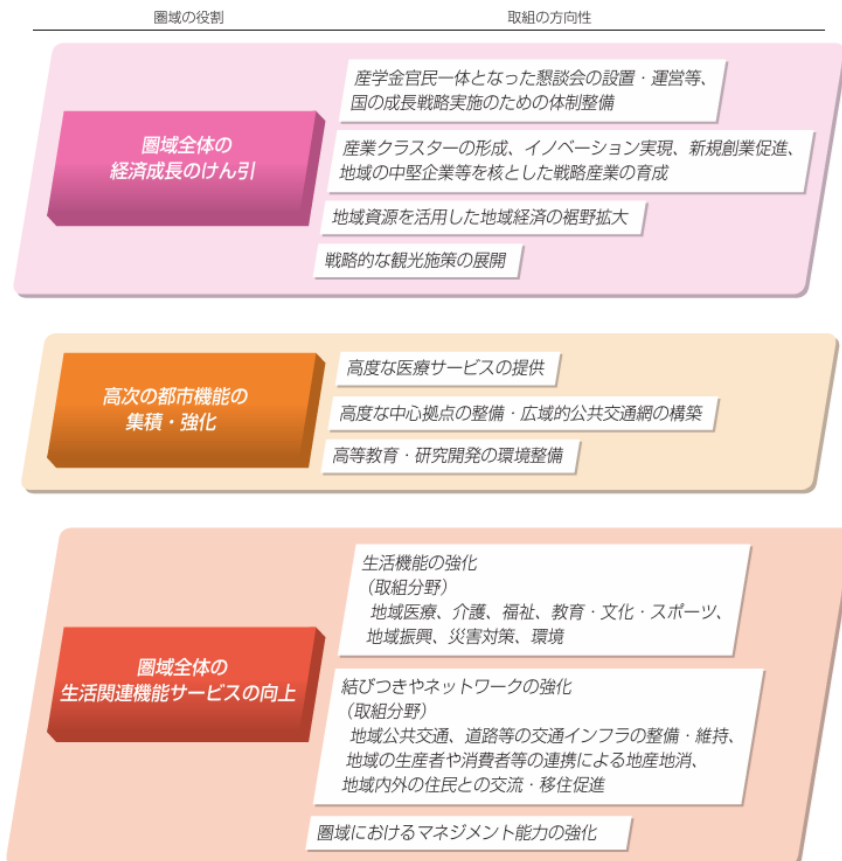 圏域の役割
取組の方向性
圏域全体の
経済成長のけん引
産学金官民一体となった懇談会の設置・運営等、
国の成長戦略実施のための体制整備
産業クラスターの形成、イノベーション実現、新規創業促進、
地域の中堅企業等を核とした戦略産業の育成
地域資源を活用した地域経済の裾野拡大
戦略的な観光施策の展開
高次の都市機能の
集積・強化
高度な医療サービスの提供
高度な中心拠点の整備・広域的公共交通網の構築
高等教育・研究開発の環境整備
圏域全体の
生活関連機能サービスの向上
生活機能の強化
（取組分野）
地域医療、介護、福祉、教育・文化・スポーツ、
地域振興、災害対策、環境
結びつきやネットワークの強化
（取組分野）
地域公共交通、道路等の交通インフラの整備・維持、
地域の生産者や消費者等の連携による地産地消、
地域内外の住民との交流・移住促進
圏域におけるマネジメント能力の強化